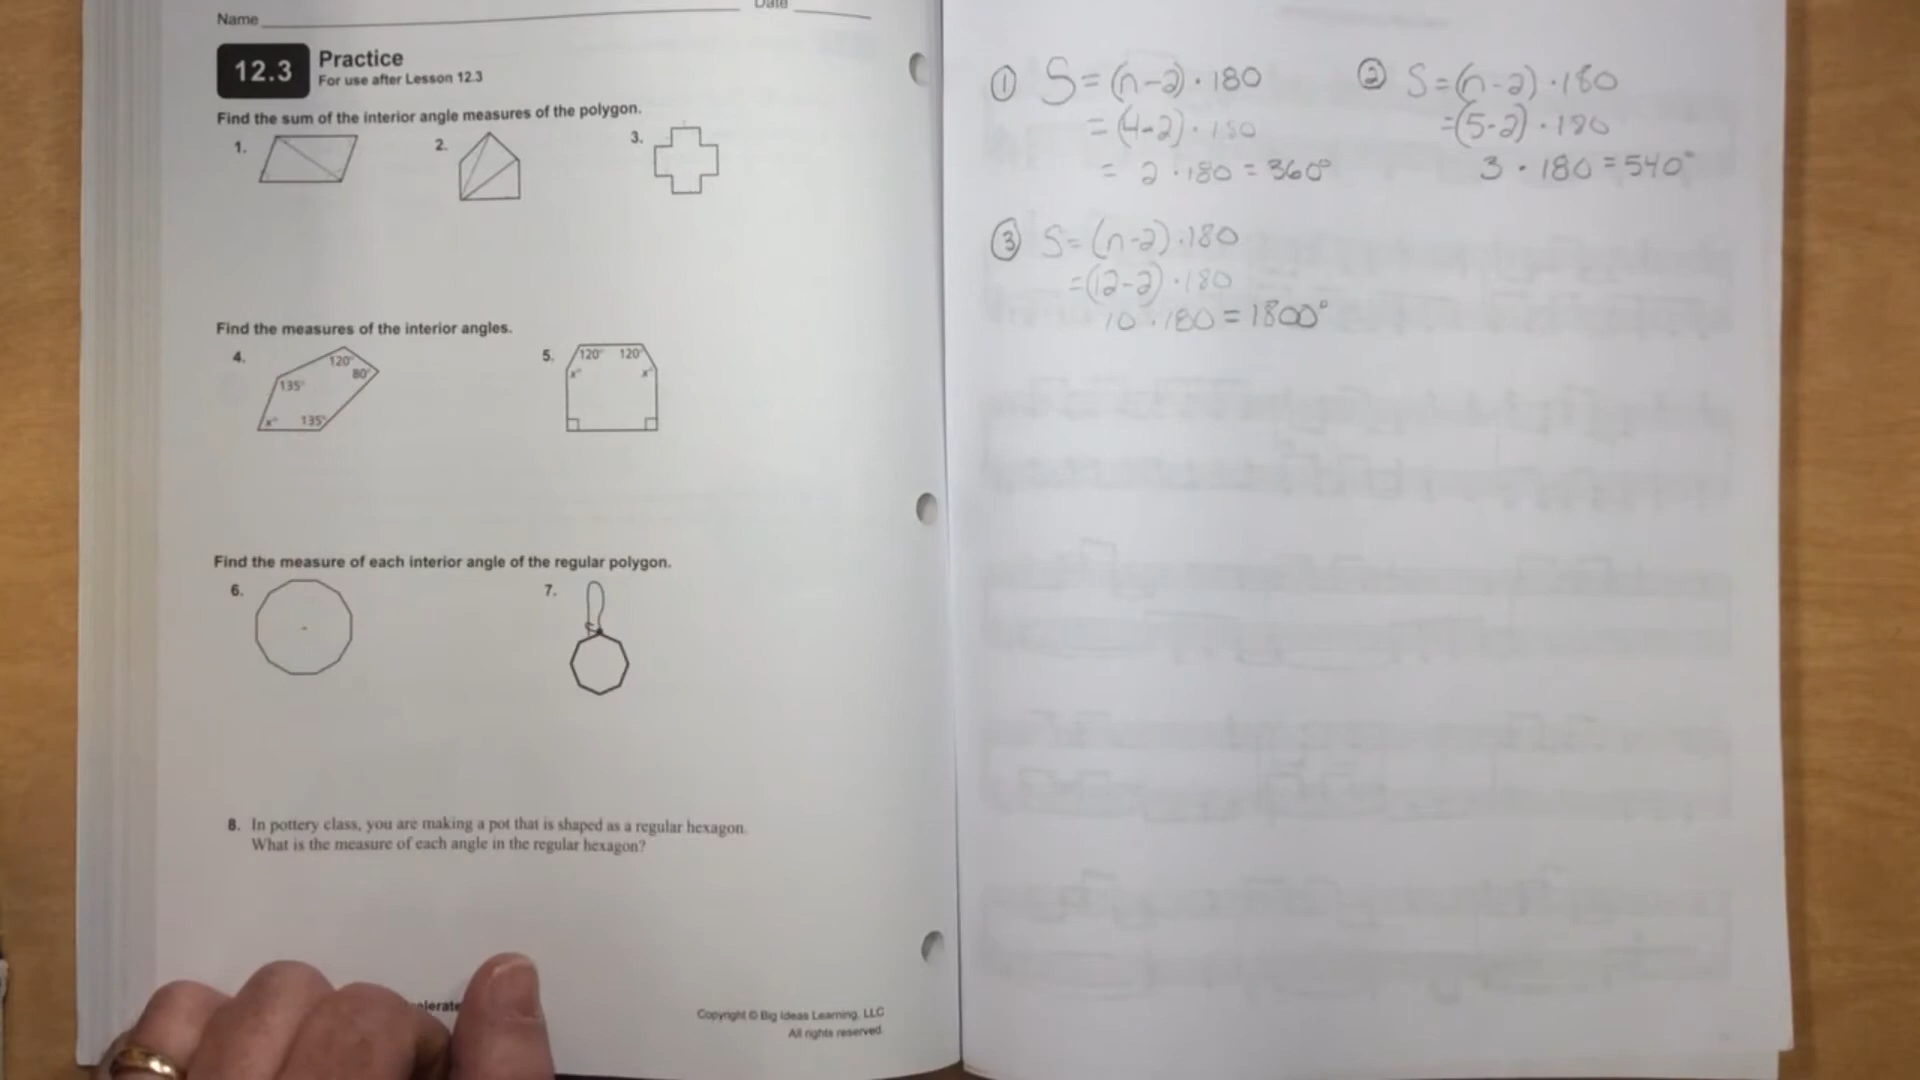 Name
Date
12.3
Practice
For use after Lesson 12.3
Find the sum of the interior angle measures of the polygon.
1.
2.
3.
Find the measures of the interior angles.
4.
120°
80°
135°
x°
135°
5.
120°
120°
x°
x°
Find the measure of each interior angle of the regular polygon.
6.
7.
8. In pottery class, you are making a pot that is shaped as a regular hexagon.
What is the measure of each angle in the regular hexagon?
Copyright © Big Ideas Learning, LLC
All rights reserved.
① S = (n-2) · 180
= (4-2) · 180
= 2 · 180 = 360°
② S = (n-2) · 180
= (5-2) · 180
3 · 180 = 540°
③ S = (n-2) · 180
= (12-2) · 180
10 · 180 = 1800°